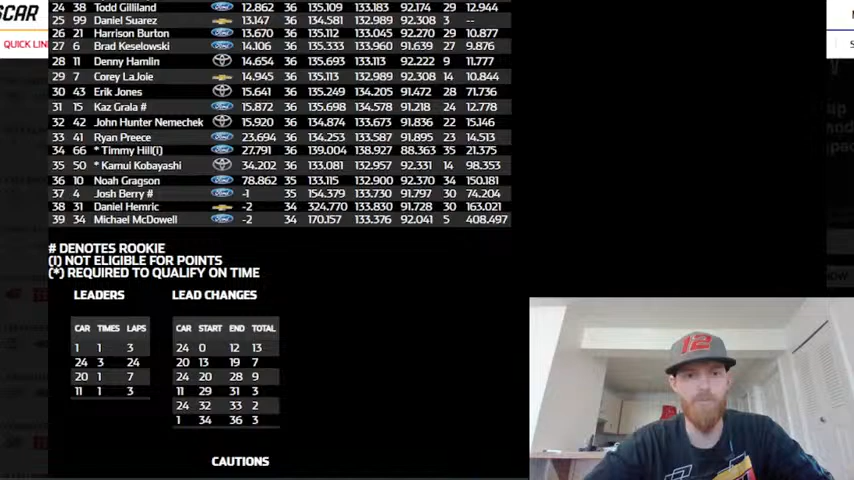 SCAR
QUICK LIN
24 38 Todd Gilliland 12.862 36 135.109 133.183 92.174 29 12.944
25 99 Daniel Suarez 13.147 36 134.581 132.989 92.308 3 --
26 21 Harrison Burton 13.670 36 135.112 133.045 92.270 29 10.877
27 6 Brad Keselowski 14.106 36 135.333 133.960 91.639 27 9.876
28 11 Denny Hamlin 14.654 36 135.693 133.113 92.222 9 11.777
29 7 Corey LaJoie 14.945 36 135.113 132.989 92.308 14 10.844
30 43 Erik Jones 15.641 36 135.249 134.205 91.472 28 71.736
31 15 Kaz Grala # 15.872 36 135.698 134.578 91.218 24 12.778
32 42 John Hunter Nemechek 15.920 36 134.874 133.673 91.836 22 15.146
33 41 Ryan Preece 23.694 36 134.253 133.587 91.895 23 14.513
34 66 * Timmy Hill(i) 27.791 36 139.004 138.927 88.363 35 21.375
35 50 * Kamui Kobayashi 34.202 36 133.081 132.957 92.331 14 98.353
36 10 Noah Gragson 78.862 35 133.115 132.900 92.370 34 150.181
37 4 Josh Berry # -1 35 154.379 133.730 91.797 30 74.204
38 31 Daniel Hemric -2 34 324.770 133.830 91.728 30 163.021
39 34 Michael McDowell -2 34 170.157 133.376 92.041 5 408.497
# DENOTES ROOKIE
(I) NOT ELIGIBLE FOR POINTS
(*) REQUIRED TO QUALIFY ON TIME
LEADERS
CAR TIMES LAPS
1 1 3
24 3 24
20 1 7
11 1 3
LEAD CHANGES
CAR START END TOTAL
24 0 12 13
20 13 19 7
24 20 28 9
11 29 31 3
24 32 33 2
1 34 36 3
CAUTIONS
12